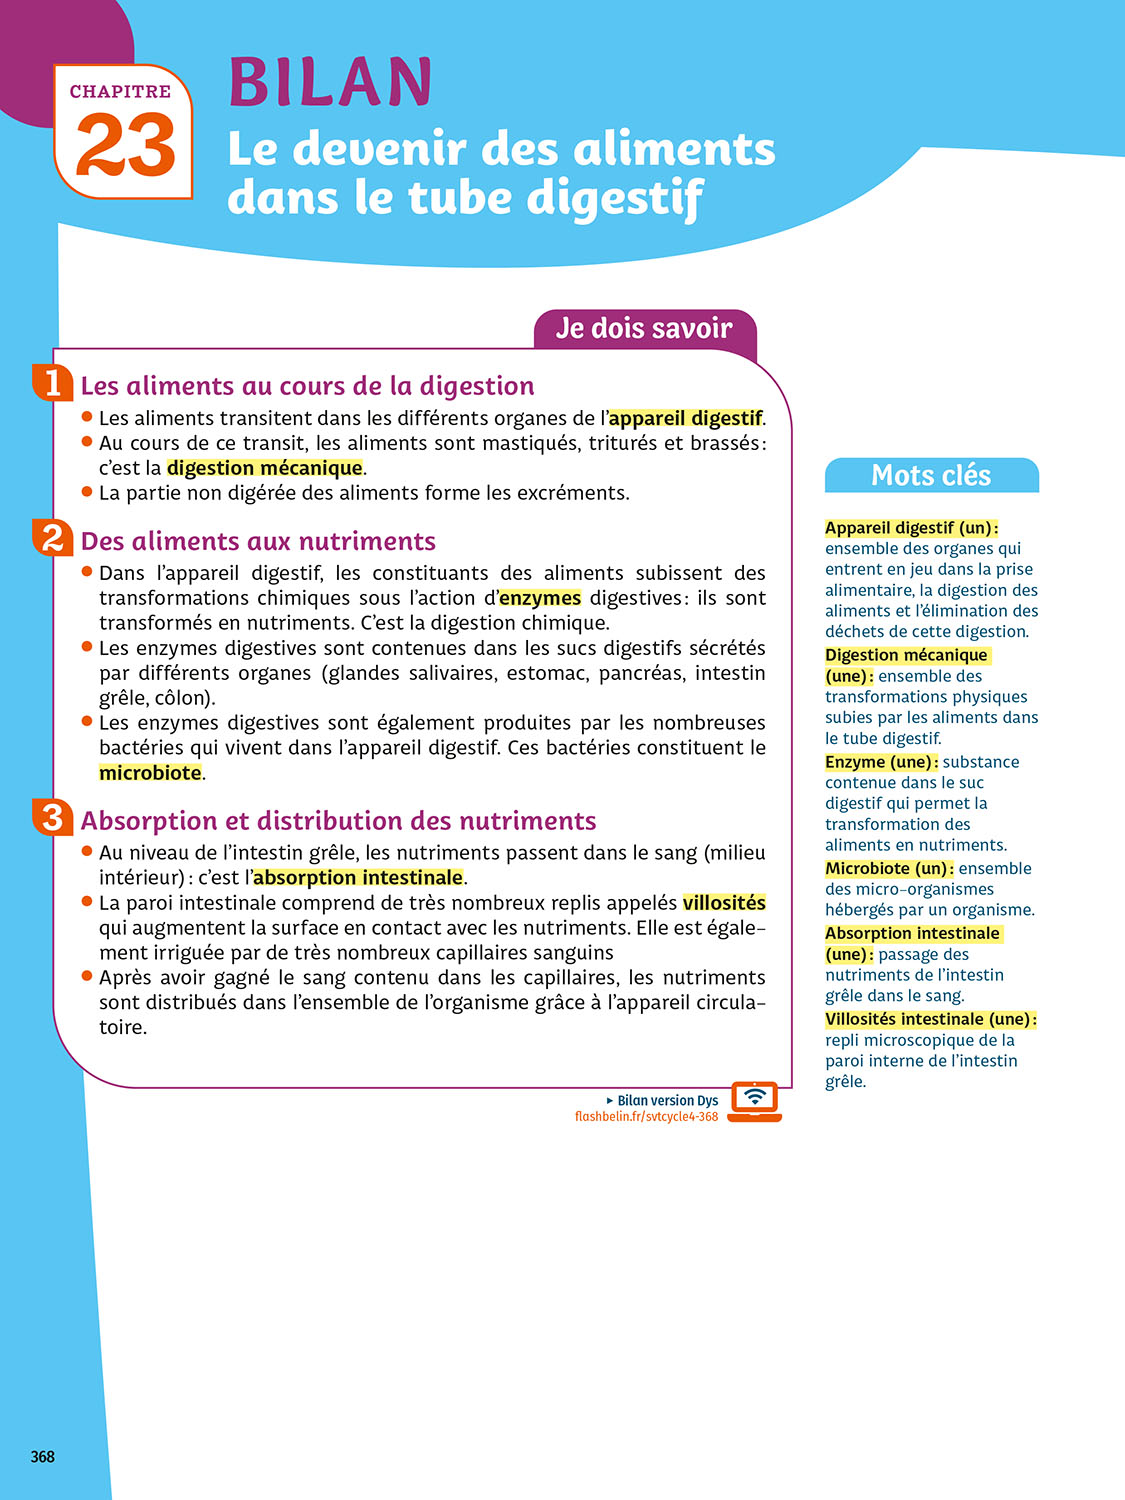 CHAPITRE
23
BILAN
Le devenir des aliments
dans le tube digestif
Je dois savoir
1 Les aliments au cours de la digestion
• Les aliments transitent dans les différents organes de l'appareil digestif.
• Au cours de ce transit, les aliments sont mastiqués, triturés et brassés :
c'est la digestion mécanique.
• La partie non digérée des aliments forme les excréments.
2 Des aliments aux nutriments
• Dans l'appareil digestif, les constituants des aliments subissent des
transformations chimiques sous l'action d'enzymes digestives : ils sont
transformés en nutriments. C'est la digestion chimique.
• Les enzymes digestives sont contenues dans les sucs digestifs sécrétés
par différents organes (glandes salivaires, estomac, pancréas, intestin
grêle, côlon).
• Les enzymes digestives sont également produites par les nombreuses
bactéries qui vivent dans l'appareil digestif. Ces bactéries constituent le
microbiote.
3 Absorption et distribution des nutriments
• Au niveau de l'intestin grêle, les nutriments passent dans le sang (milieu
intérieur) : c'est l'absorption intestinale.
• La paroi intestinale comprend de très nombreux replis appelés villosités
qui augmentent la surface en contact avec les nutriments. Elle est égale-
ment irriguée par de très nombreux capillaires sanguins
• Après avoir gagné le sang contenu dans les capillaires, les nutriments
sont distribués dans l'ensemble de l'organisme grâce à l'appareil circula-
toire.
▸ Bilan version Dys
flashbelin.fr/svtcycle4-368
Mots clés
Appareil digestif (un) :
ensemble des organes qui
entrent en jeu dans la prise
alimentaire, la digestion des
aliments et l'élimination des
déchets de cette digestion.
Digestion mécanique
(une) : ensemble des
transformations physiques
subies par les aliments dans
le tube digestif.
Enzyme (une) : substance
contenue dans le suc
digestif qui permet la
transformation des
aliments en nutriments.
Microbiote (un) : ensemble
des micro-organismes
hébergés par un organisme.
Absorption intestinale
(une) : passage des
nutriments de l'intestin
grêle dans le sang.
Villosités intestinale (une) :
repli microscopique de la
paroi interne de l'intestin
grêle.
368